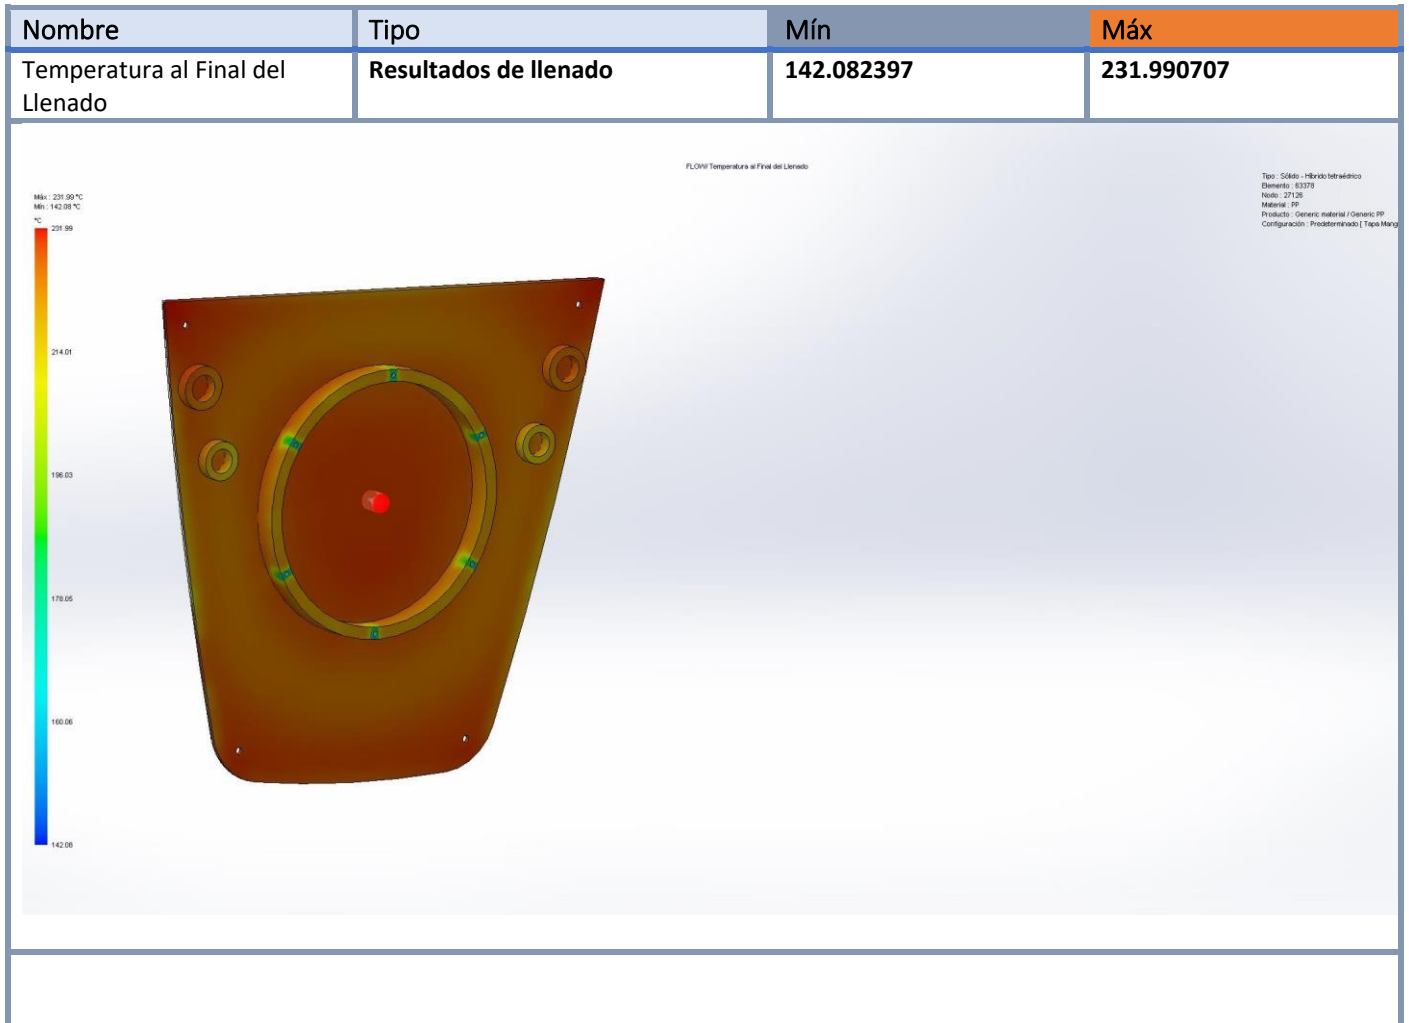 Nombre Tipo Mín Máx
Temperatura al Final del Resultados de llenado 142.082397 231.990707
Llenado
FLOW/Temperatura al Final del Llenado
Tipo : Sólido - Híbrido tetraédrico
Elemento : 63378
Nodo : 27126
Material : PP
Producto : Generic material / Generic PP
Configuración : Predeterminado [ Tapa Mang
Máx : 231.99 °C
Mín : 142.08 °C
°C
231.99
214.01
196.03
178.05
160.06
142.08